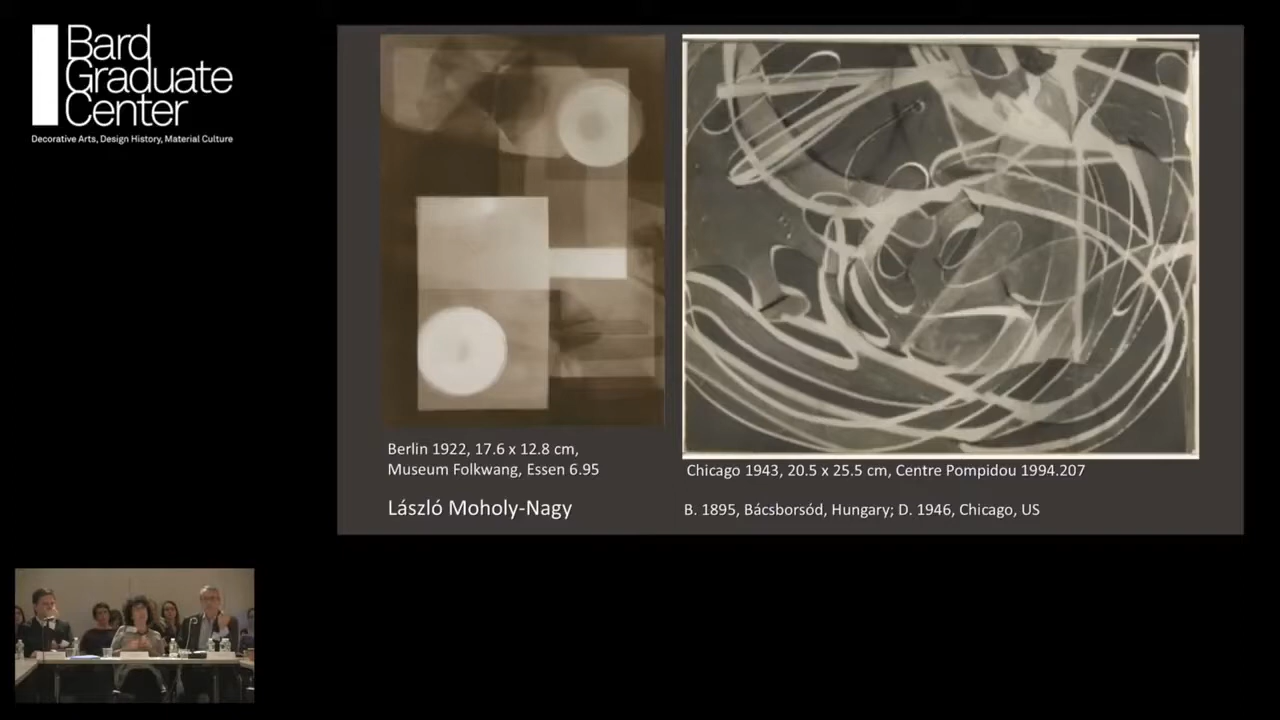 Bard
Graduate
Center
Decorative Arts, Design History, Material Culture
Berlin 1922, 17.6 x 12.8 cm,
Museum Folkwang, Essen 6.95
László Moholy-Nagy
Chicago 1943, 20.5 x 25.5 cm, Centre Pompidou 1994.207
B. 1895, Bácsborsód, Hungary; D. 1946, Chicago, US